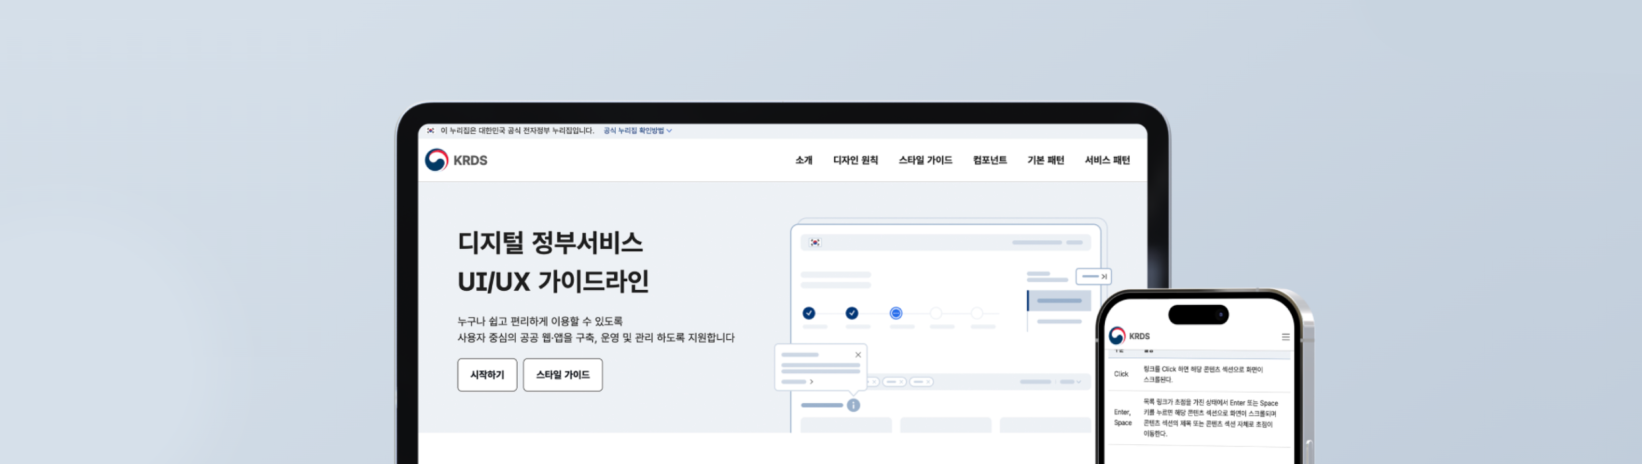 이 누리집은 대한민국 공식 전자정부 누리집입니다. 공식 누리집 확인방법
KRDS
소개 디자인 원칙 스타일 가이드 컴포넌트 기본 패턴 서비스 패턴
디지털 정부서비스
UI/UX 가이드라인
누구나 쉽고 편리하게 이용할 수 있도록
사용자 중심의 공공 웹·앱을 구축, 운영 및 관리 하도록 지원합니다
시작하기 스타일 가이드
KRDS
Click
링크를 Click 하면 해당 콘텐츠 섹션으로 화면이
스크롤된다.
Enter,
Space
목록 링크가 초점을 가진 상태에서 Enter 또는 Space
키를 누르면 해당 콘텐츠 섹션으로 화면이 스크롤되며
콘텐츠 섹션의 제목 또는 콘텐츠 섹션 자체로 초점이
이동한다.